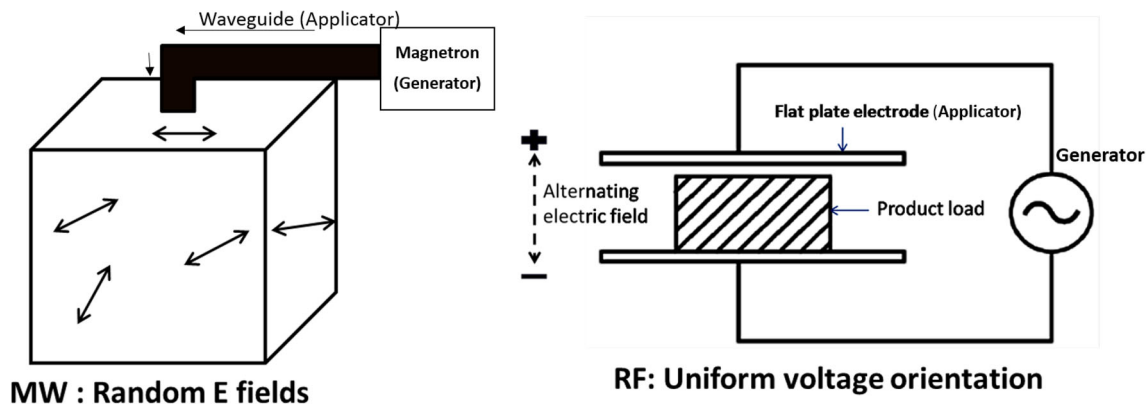 Waveguide (Applicator)
Magnetron
(Generator)
MW : Random E fields
Flat plate electrode (Applicator)
Generator
+
Alternating
electric field
−
Product load
RF: Uniform voltage orientation